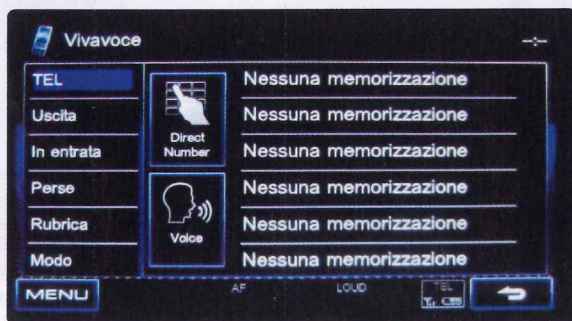 Vivavoce
--:--
TEL
Uscita
In entrata
Perse
Rubrica
Modo
Direct
Number
Voice
Nessuna memorizzazione
Nessuna memorizzazione
Nessuna memorizzazione
Nessuna memorizzazione
Nessuna memorizzazione
Nessuna memorizzazione
MENU
AF
LOUD
TEL